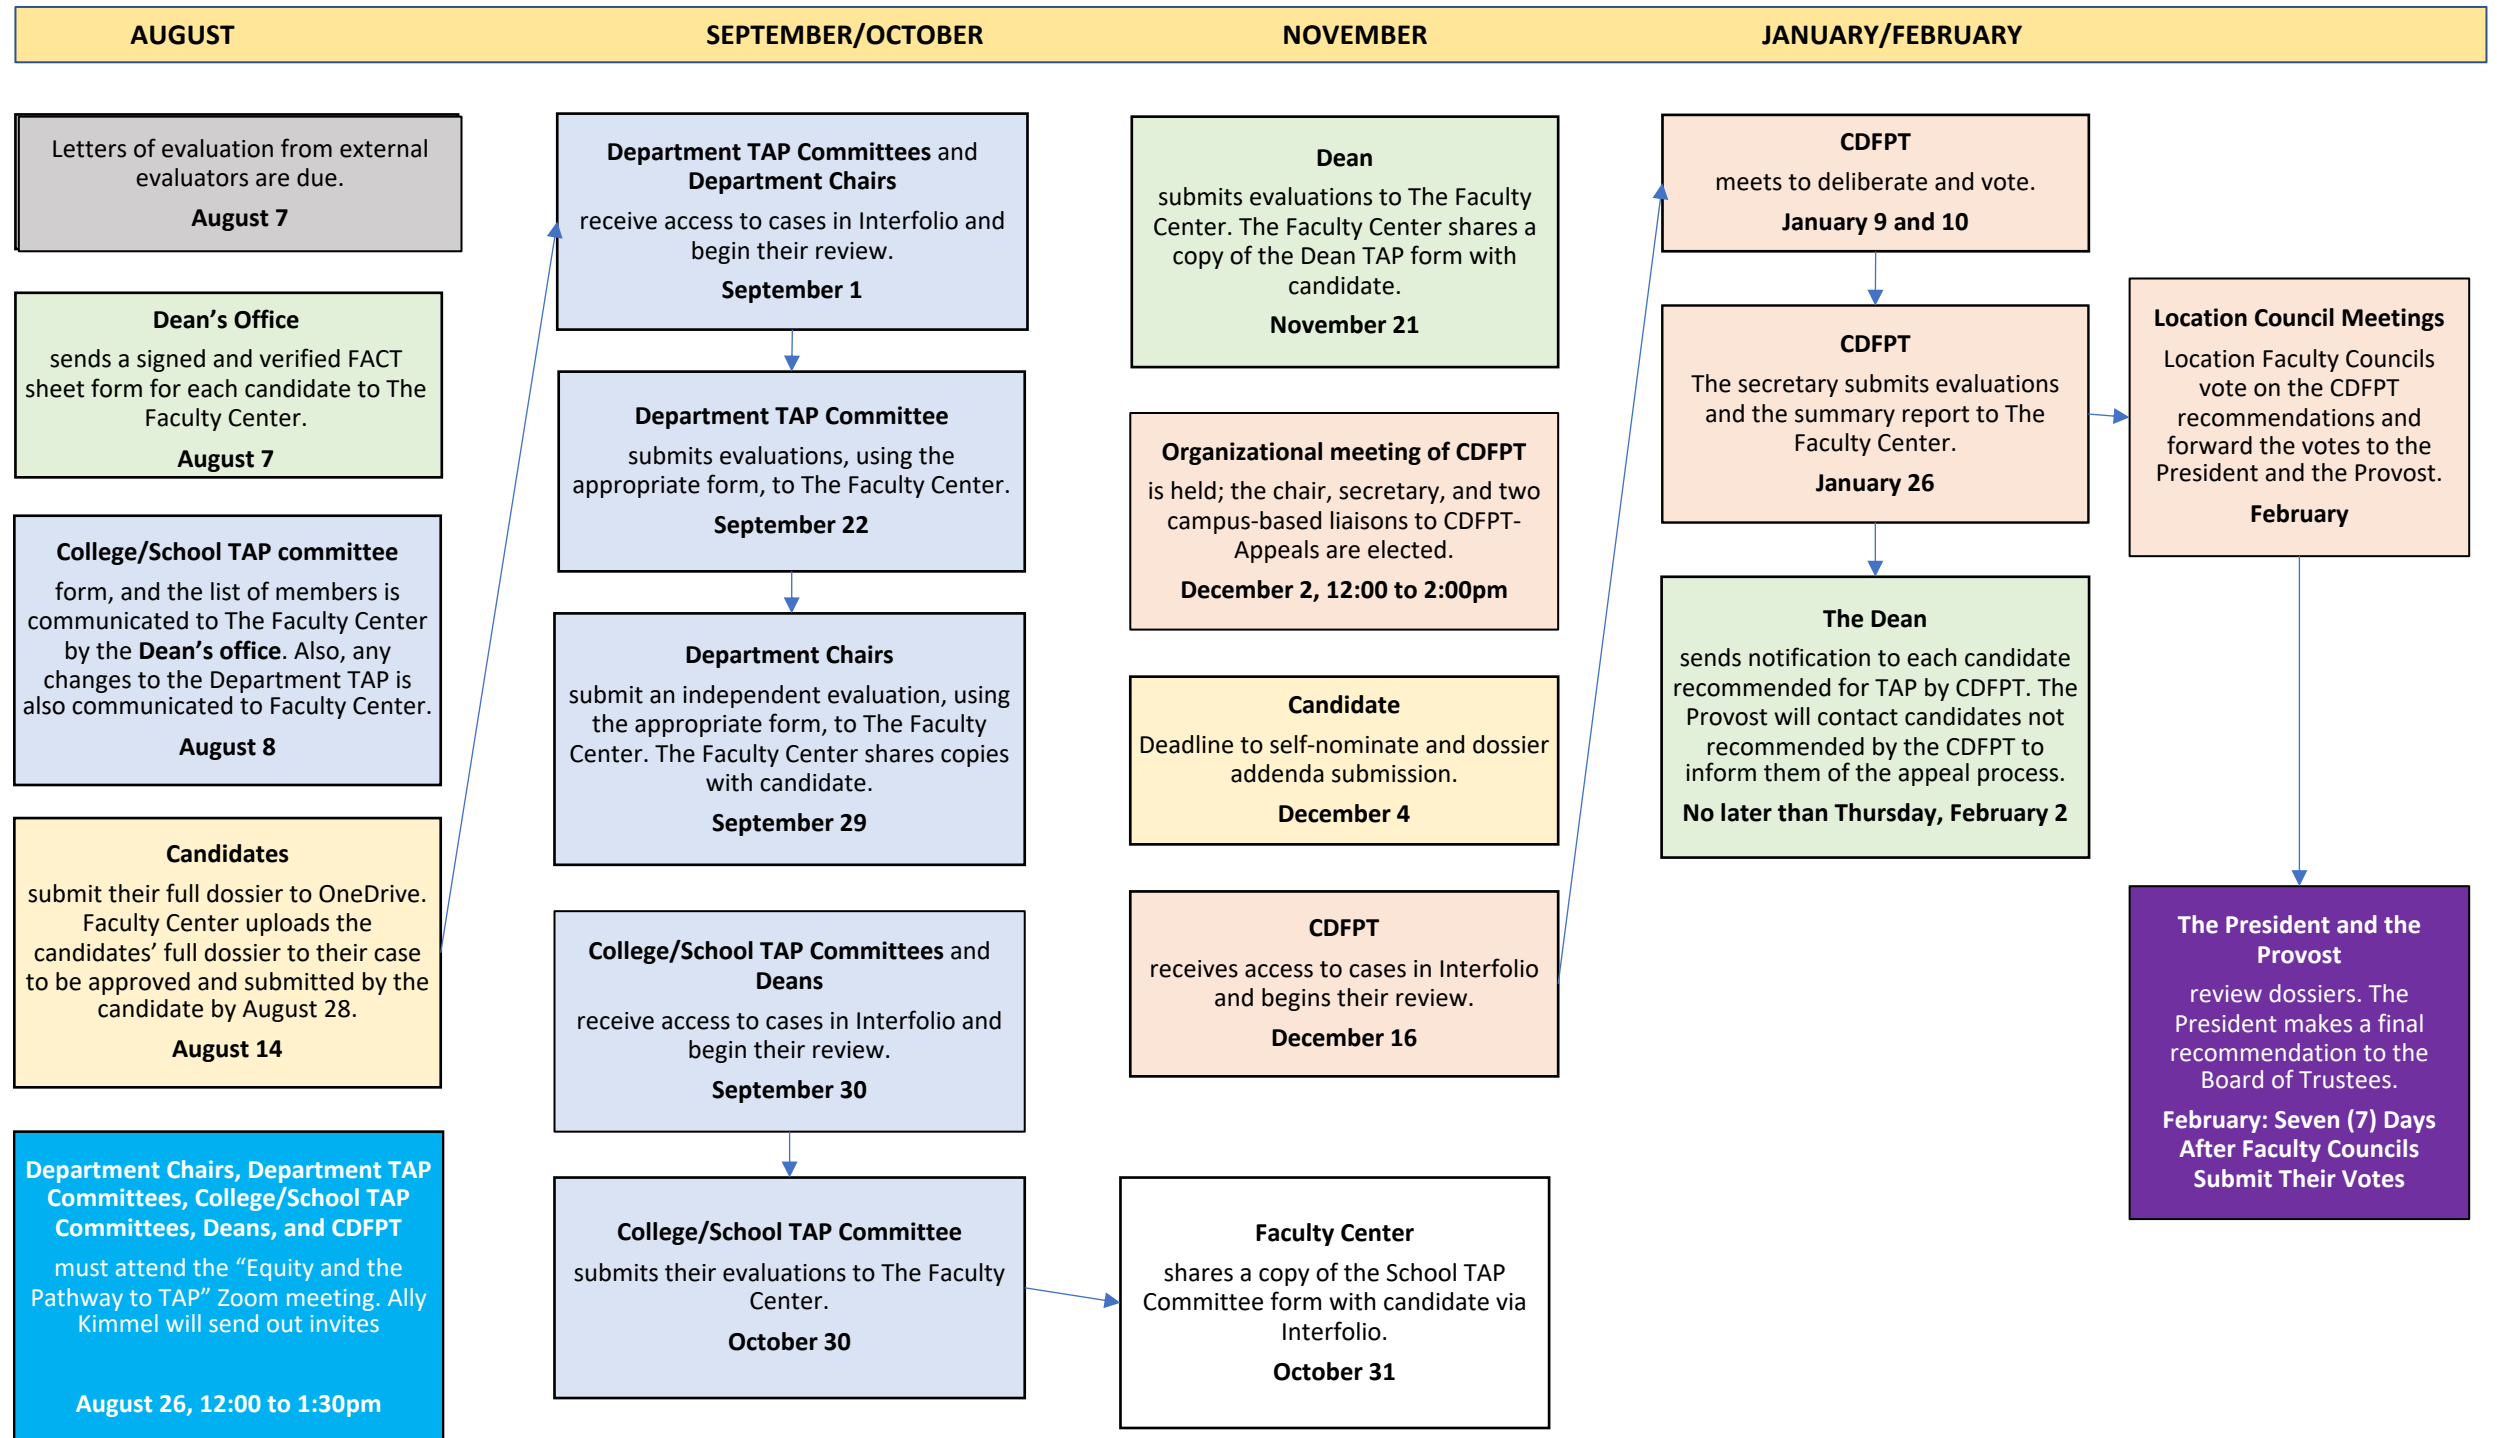 AUGUST
SEPTEMBER/OCTOBER
NOVEMBER
JANUARY/FEBRUARY
Letters of evaluation from external
evaluators are due.
August 7
Dean’s Office
sends a signed and verified FACT
sheet form for each candidate to The
Faculty Center.
August 7
College/School TAP committee
form, and the list of members is
communicated to The Faculty Center
by the Dean’s office. Also, any
changes to the Department TAP is
also communicated to Faculty Center.
August 8
Candidates
submit their full dossier to OneDrive.
Faculty Center uploads the
candidates’ full dossier to their case
to be approved and submitted by the
candidate by August 28.
August 14
Department Chairs, Department TAP
Committees, College/School TAP
Committees, Deans, and CDFPT
must attend the “Equity and the
Pathway to TAP” Zoom meeting. Ally
Kimmel will send out invites
August 26, 12:00 to 1:30pm
Department TAP Committees and
Department Chairs
receive access to cases in Interfolio and
begin their review.
September 1
Department TAP Committee
submits evaluations, using the
appropriate form, to The Faculty Center.
September 22
Department Chairs
submit an independent evaluation, using
the appropriate form, to The Faculty
Center. The Faculty Center shares copies
with candidate.
September 29
College/School TAP Committees and
Deans
receive access to cases in Interfolio and
begin their review.
September 30
College/School TAP Committee
submits their evaluations to The Faculty
Center.
October 30
Dean
submits evaluations to The Faculty
Center. The Faculty Center shares a
copy of the Dean TAP form with
candidate.
November 21
Organizational meeting of CDFPT
is held; the chair, secretary, and two
campus-based liaisons to CDFPT-
Appeals are elected.
December 2, 12:00 to 2:00pm
Candidate
Deadline to self-nominate and dossier
addenda submission.
December 4
CDFPT
receives access to cases in Interfolio
and begins their review.
December 16
Faculty Center
shares a copy of the School TAP
Committee form with candidate via
Interfolio.
October 31
CDFPT
meets to deliberate and vote.
January 9 and 10
CDFPT
The secretary submits evaluations
and the summary report to The
Faculty Center.
January 26
The Dean
sends notification to each candidate
recommended for TAP by CDFPT. The
Provost will contact candidates not
recommended by the CDFPT to
inform them of the appeal process.
No later than Thursday, February 2
Location Council Meetings
Location Faculty Councils
vote on the CDFPT
recommendations and
forward the votes to the
President and the Provost.
February
The President and the
Provost
review dossiers. The
President makes a final
recommendation to the
Board of Trustees.
February: Seven (7) Days
After Faculty Councils
Submit Their Votes